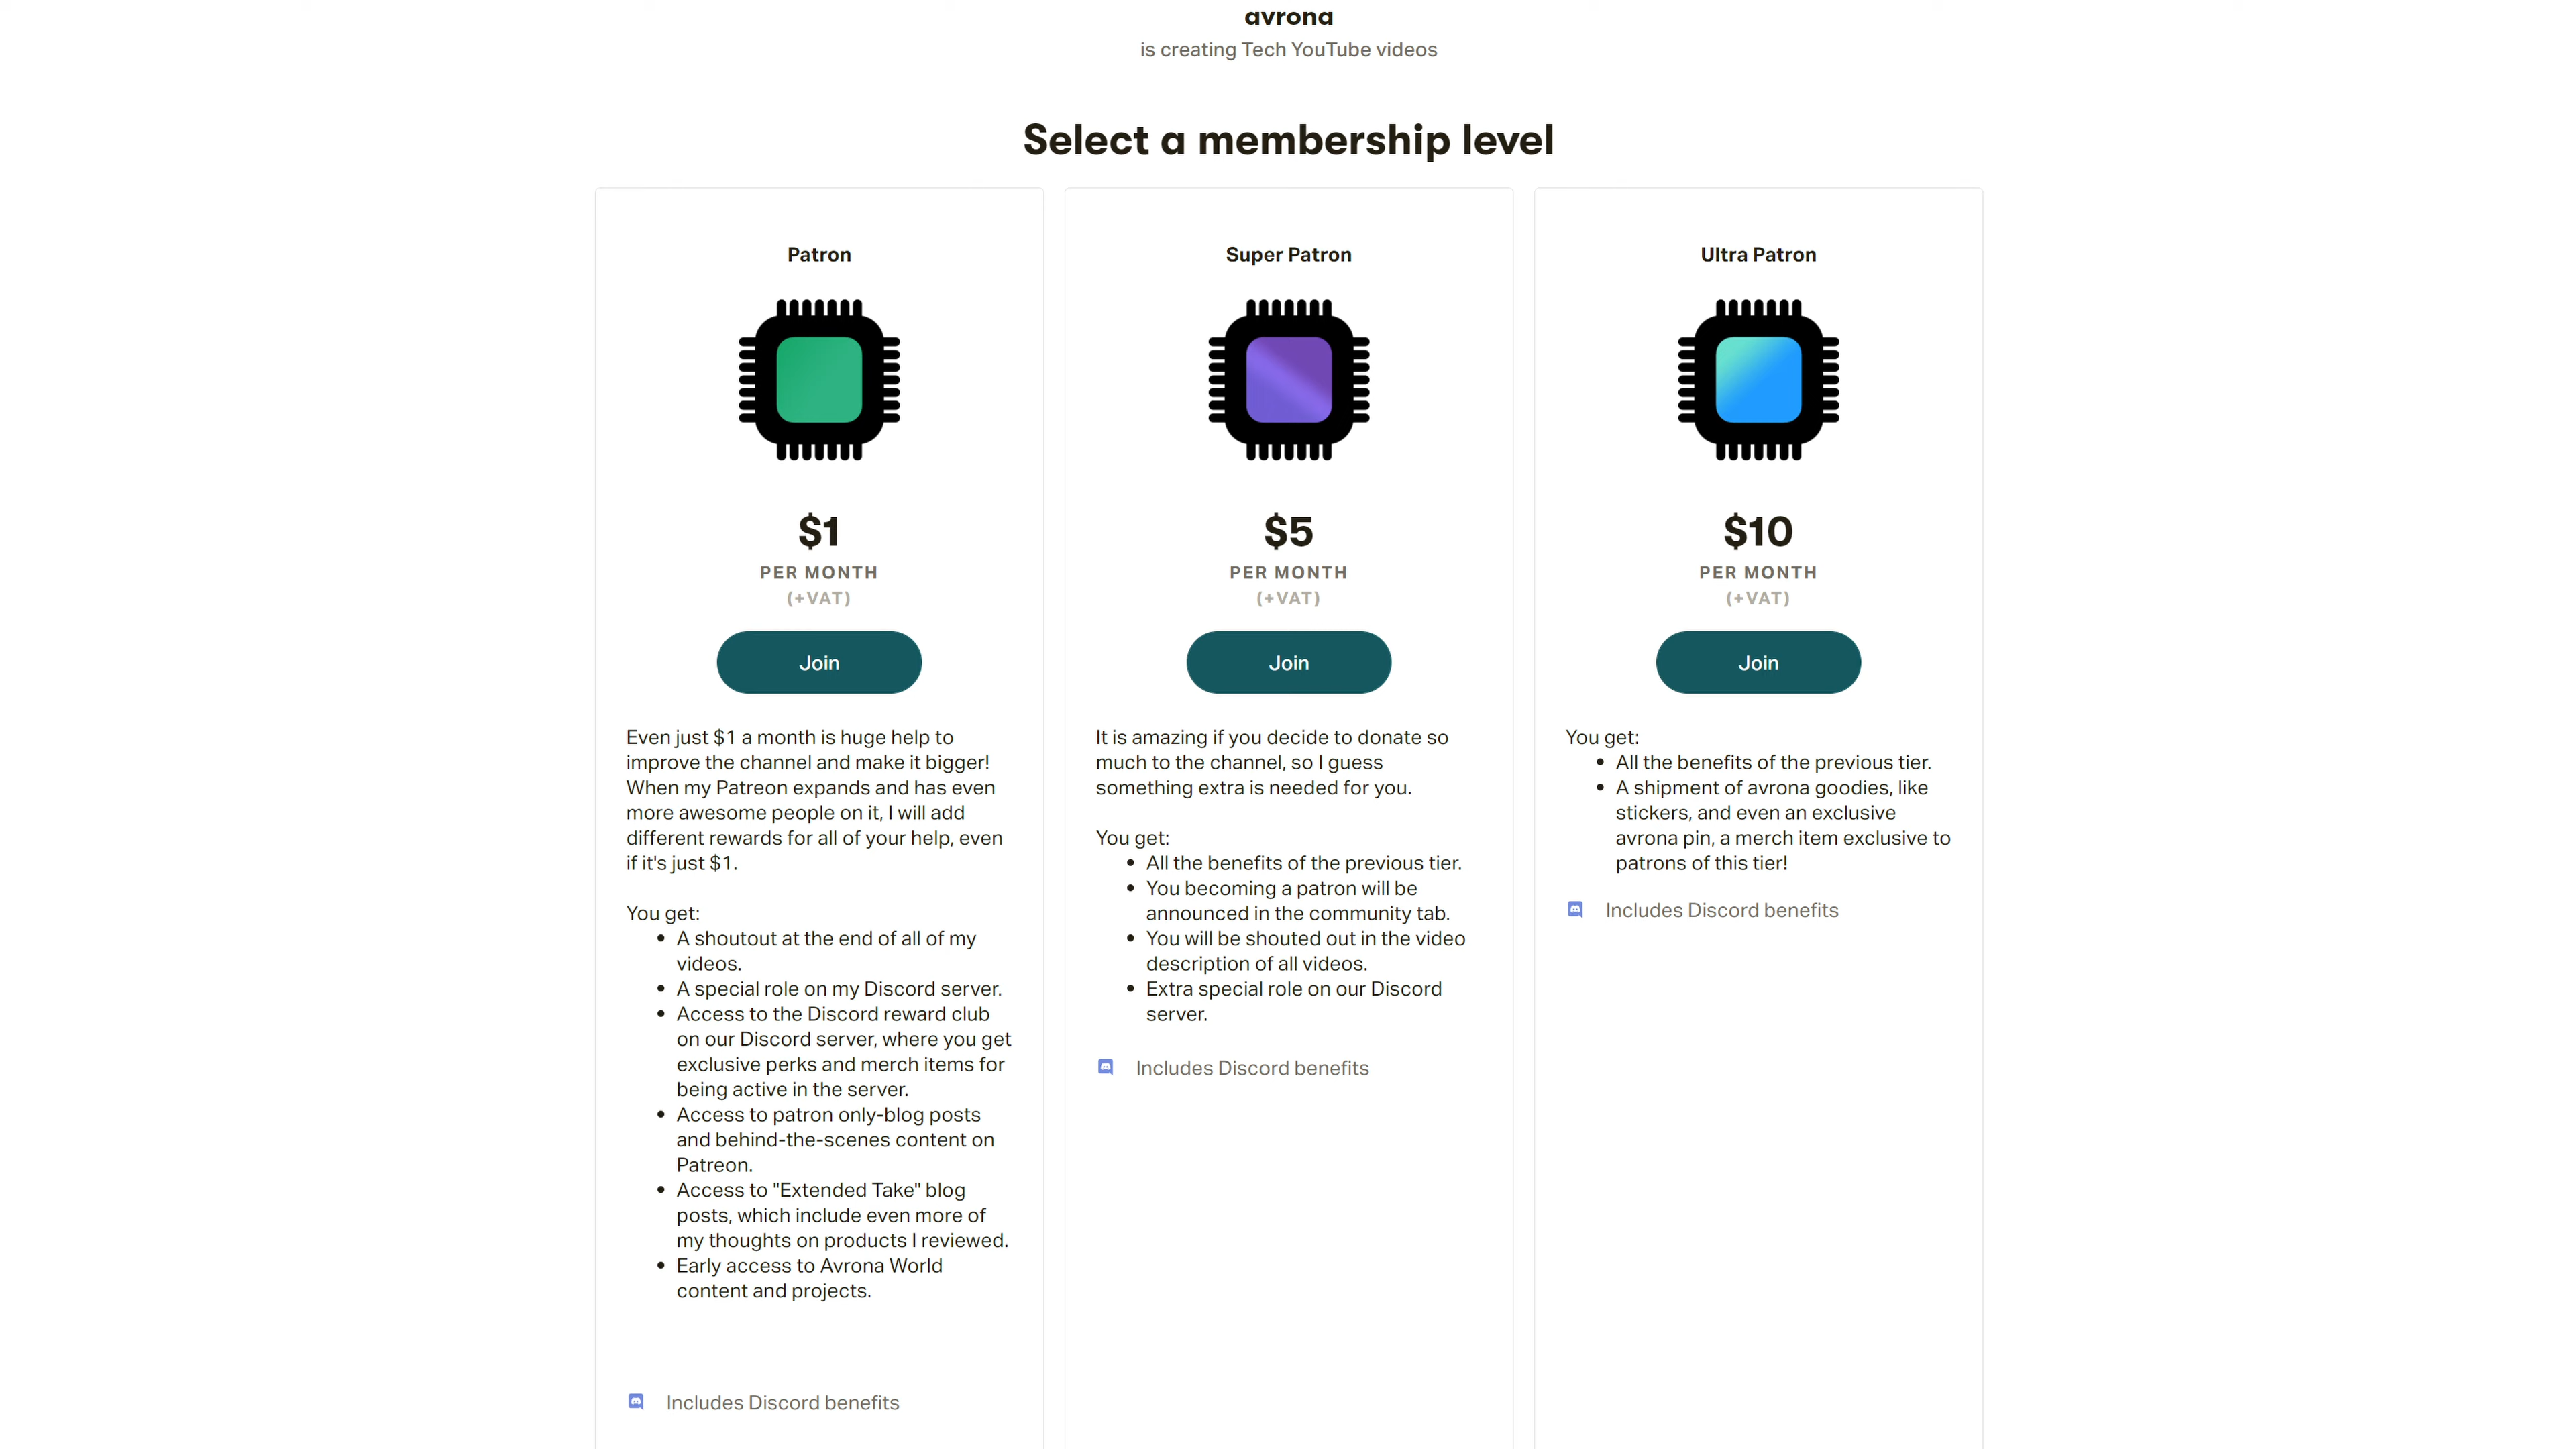 avrona
is creating Tech YouTube videos
Select a membership level
Patron
$1
PER MONTH
(+VAT)
Join
Even just $1 a month is huge help to
improve the channel and make it bigger!
When my Patreon expands and has even
more awesome people on it, I will add
different rewards for all of your help, even
if it's just $1.
You get:
• A shoutout at the end of all of my
videos.
• A special role on my Discord server.
• Access to the Discord reward club
on our Discord server, where you get
exclusive perks and merch items for
being active in the server.
• Access to patron only-blog posts
and behind-the-scenes content on
Patreon.
• Access to "Extended Take" blog
posts, which include even more of
my thoughts on products I reviewed.
• Early access to Avrona World
content and projects.
Includes Discord benefits
Super Patron
$5
PER MONTH
(+VAT)
Join
It is amazing if you decide to donate so
much to the channel, so I guess
something extra is needed for you.
You get:
• All the benefits of the previous tier.
• You becoming a patron will be
announced in the community tab.
• You will be shouted out in the video
description of all videos.
• Extra special role on our Discord
server.
Includes Discord benefits
Ultra Patron
$10
PER MONTH
(+VAT)
Join
You get:
• All the benefits of the previous tier.
• A shipment of avrona goodies, like
stickers, and even an exclusive
avrona pin, a merch item exclusive to
patrons of this tier!
Includes Discord benefits